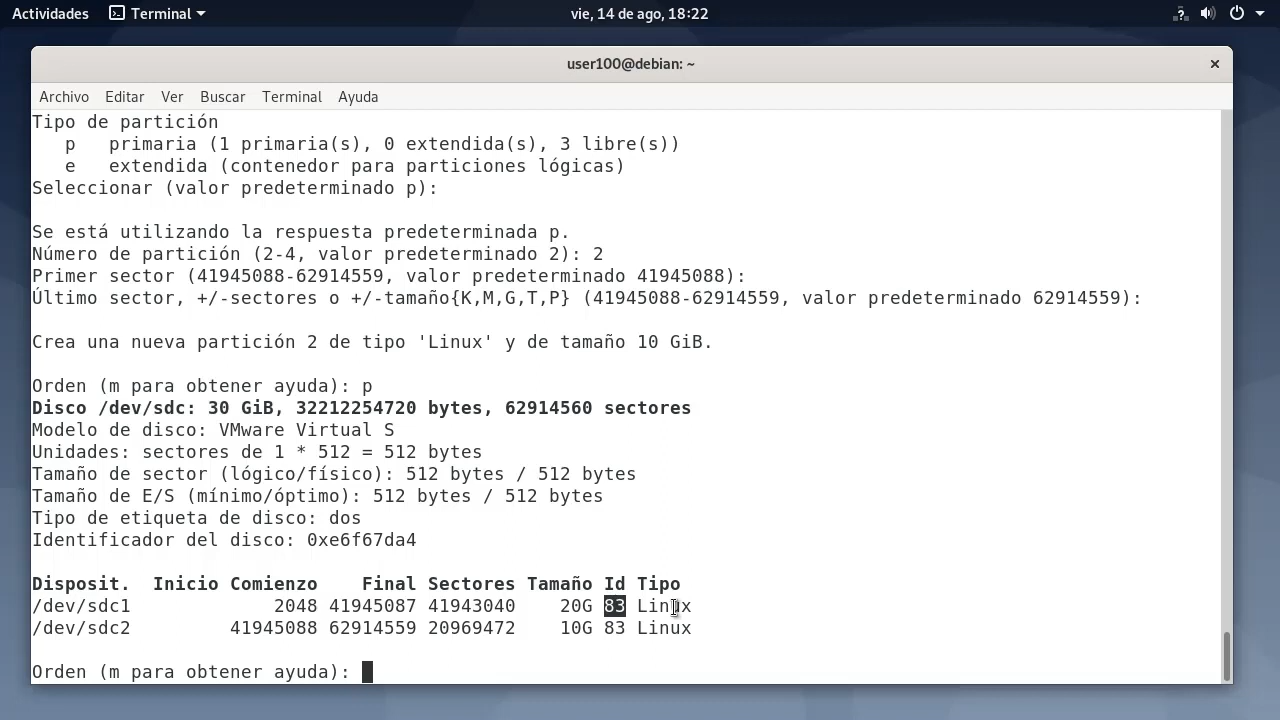 Actividades Terminal vie, 14 de ago, 18:22
user100@debian: ~
Archivo Editar Ver Buscar Terminal Ayuda
Tipo de partición
   p   primaria (1 primaria(s), 0 extendida(s), 3 libre(s))
   e   extendida (contenedor para particiones lógicas)
Seleccionar (valor predeterminado p):
Se está utilizando la respuesta predeterminada p.
Número de partición (2-4, valor predeterminado 2): 2
Primer sector (41945088-62914559, valor predeterminado 41945088):
Último sector, +/-sectores o +/-tamaño{K,M,G,T,P} (41945088-62914559, valor predeterminado 62914559):
Crea una nueva partición 2 de tipo 'Linux' y de tamaño 10 GiB.
Orden (m para obtener ayuda): p
Disco /dev/sdc: 30 GiB, 32212254720 bytes, 62914560 sectores
Modelo de disco: VMware Virtual S
Unidades: sectores de 1 * 512 = 512 bytes
Tamaño de sector (lógico/físico): 512 bytes / 512 bytes
Tamaño de E/S (mínimo/óptimo): 512 bytes / 512 bytes
Tipo de etiqueta de disco: dos
Identificador del disco: 0xe6f67da4
Disposit.  Inicio Comienzo    Final Sectores Tamaño Id Tipo
/dev/sdc1             2048 41945087 41943040    20G 83 Linux
/dev/sdc2         41945088 62914559 20969472    10G 83 Linux
Orden (m para obtener ayuda):